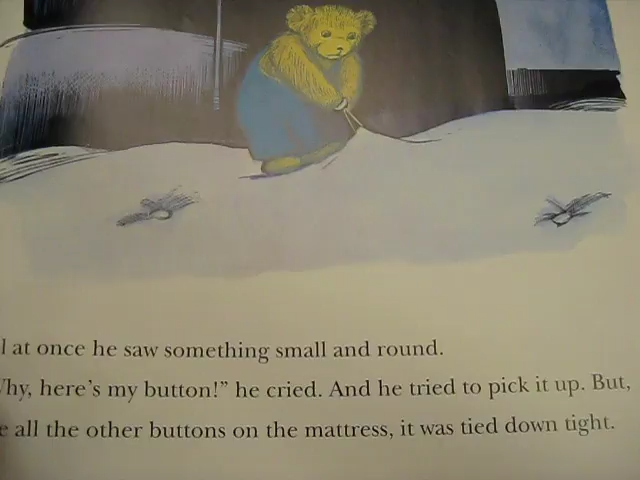 l at once he saw something small and round.
Why, here's my button!" he cried. And he tried to pick it up. But,
e all the other buttons on the mattress, it was tied down tight.